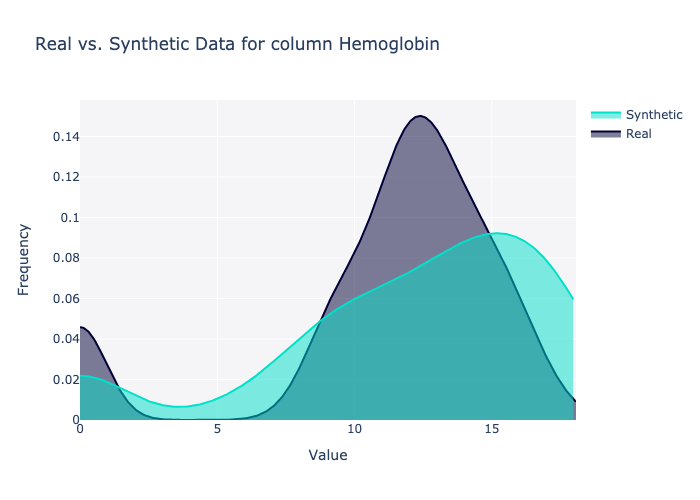 Real vs. Synthetic Data for column Hemoglobin
Synthetic
Real
0.14
0.12
0.1
0.08
0.06
0.04
0.02
0
0
5
10
15
Frequency
Value